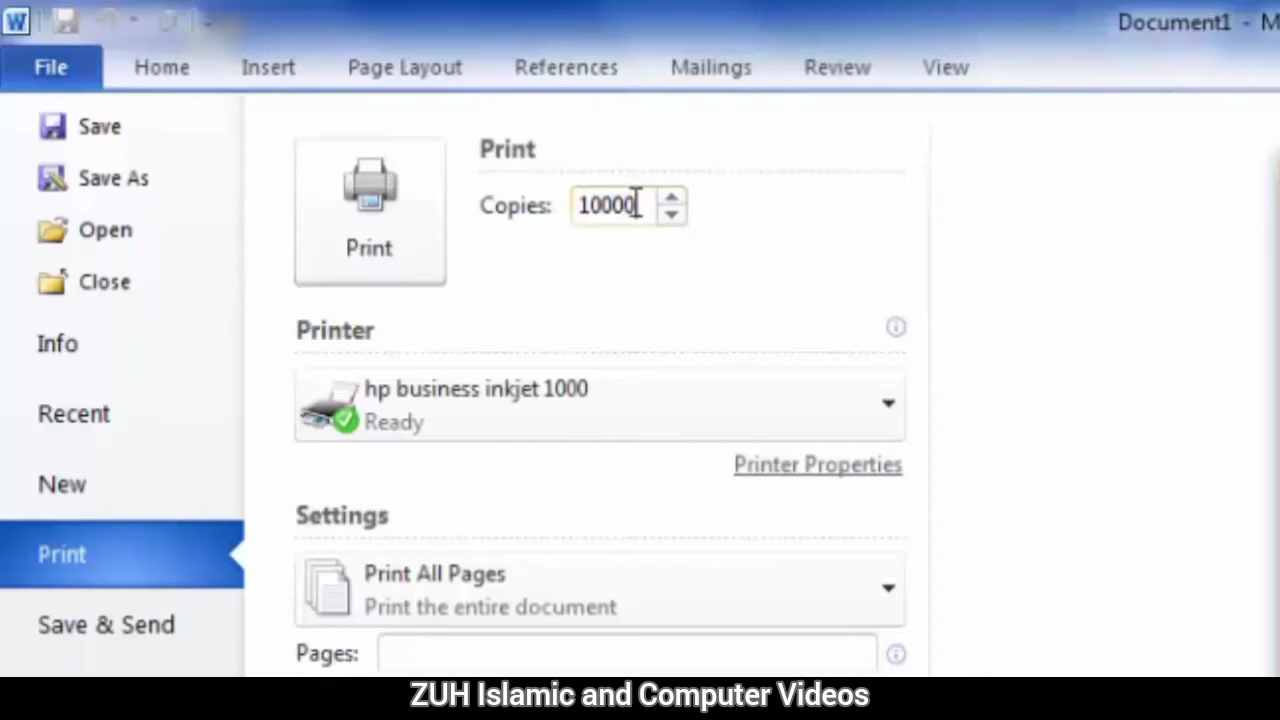 W
Document1 - M
File Home Insert Page Layout References Mailings Review View
Save
Save As
Open
Close
Info
Recent
New
Print
Save & Send
Print
Print
Copies: 10000
Printer
hp business inkjet 1000
Ready
Printer Properties
Settings
Print All Pages
Print the entire document
Pages:
ZUH Islamic and Computer Videos